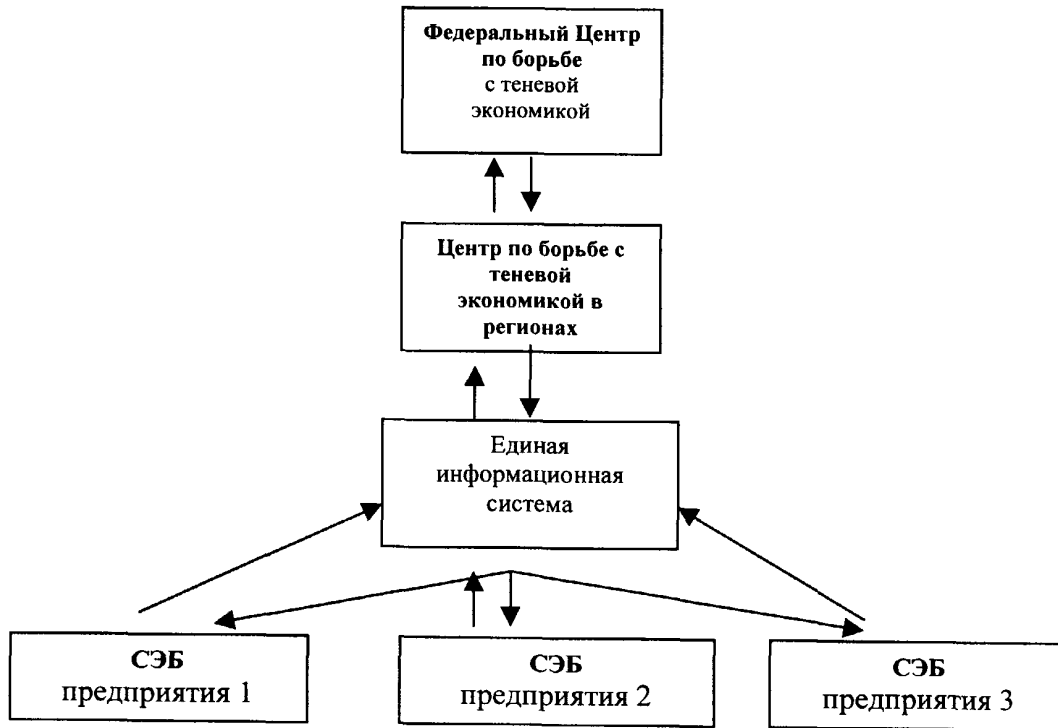 Федеральный Центр
по борьбе
с теневой
экономикой
Центр по борьбе с
теневой
экономикой в
регионах
Единая
информационная
система
СЭБ
предприятия 1
СЭБ
предприятия 2
СЭБ
предприятия 3